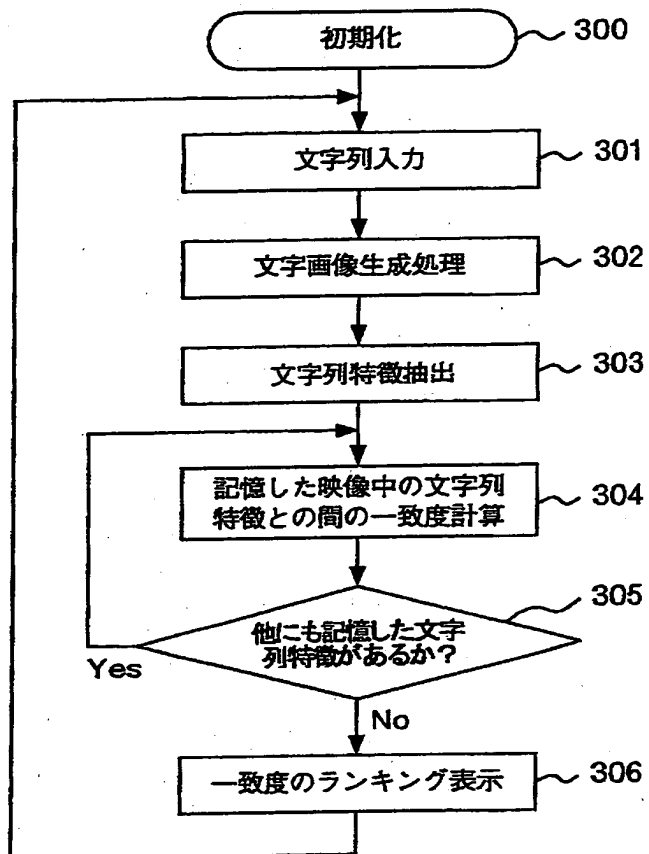 初期化
300
文字列入力
301
文字画像生成処理
302
文字列特徴抽出
303
記憶した映像中の文字列
特徴との間の一致度計算
304
305
他にも記憶した文字
列特徴があるか?
Yes
No
一致度のランキング表示
306